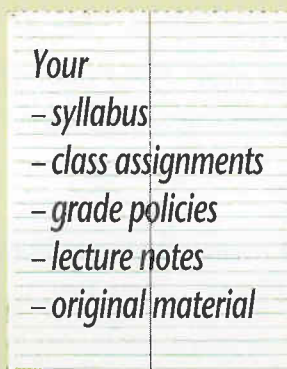 Your
– syllabus
– class assignments
– grade policies
– lecture notes
– original material